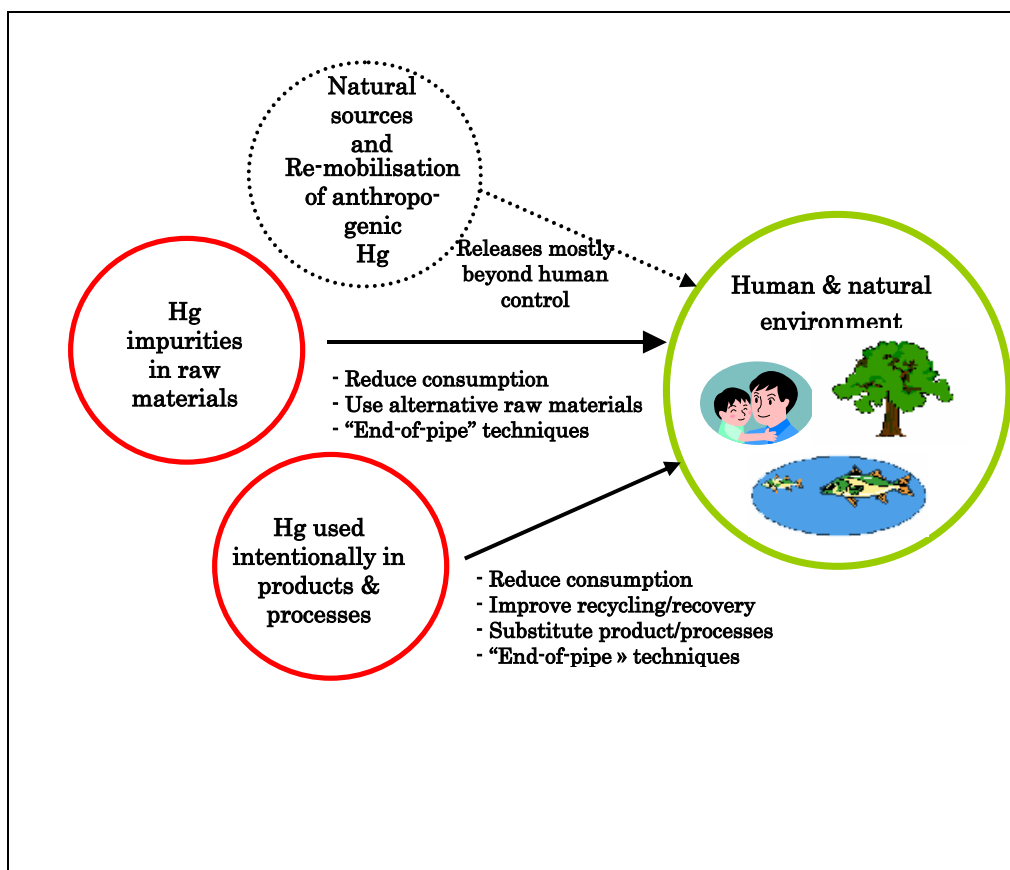 Natural
sources
and
Re-mobilisation
of anthropo-
genic
Hg
Releases mostly
beyond human
control
Hg
impurities
in raw
materials
- Reduce consumption
- Use alternative raw materials
- “End-of-pipe” techniques
Human & natural
environment
Hg used
intentionally in
products &
processes
- Reduce consumption
- Improve recycling/recovery
- Substitute product/processes
- “End-of-pipe » techniques